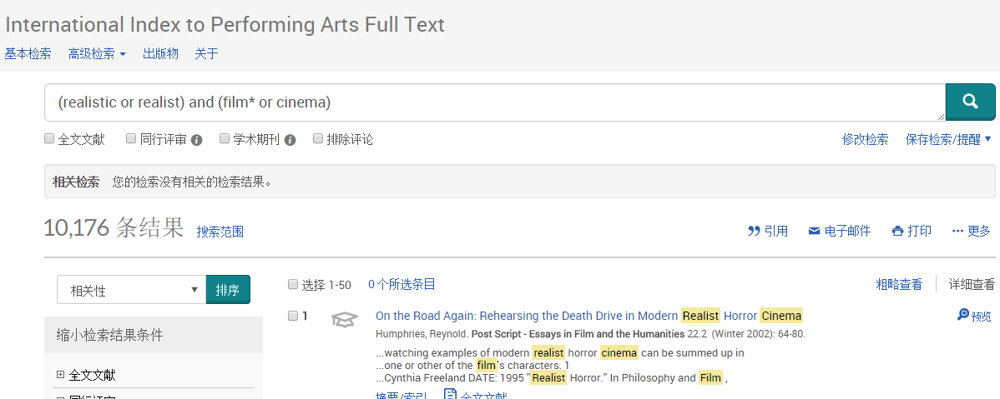 International Index to Performing Arts Full Text
基本检索 高级检索 出版物 关于
(realistic or realist) and (film* or cinema)
全文文献 同行评审 学术期刊 排除评论 修改检索 保存检索/提醒
相关检索 您的检索没有相关的检索结果。
10,176 条结果 搜索范围 引用 电子邮件 打印 更多
相关性 排序 选择 1-50 0 个所选条目 粗略查看 详细查看
1 On the Road Again: Rehearsing the Death Drive in Modern Realist Horror Cinema 预览
Humphries, Reynold. Post Script - Essays in Film and the Humanities 22.2 (Winter 2002): 64-80.
缩小检索结果条件
...watching examples of modern realist horror cinema can be summed up in
...one or other of the film's characters. 1
全文文献
...Cynthia Freeland DATE: 1995 "Realist Horror." In Philosophy and Film ,
摘要/索引 全文文献
同行评审